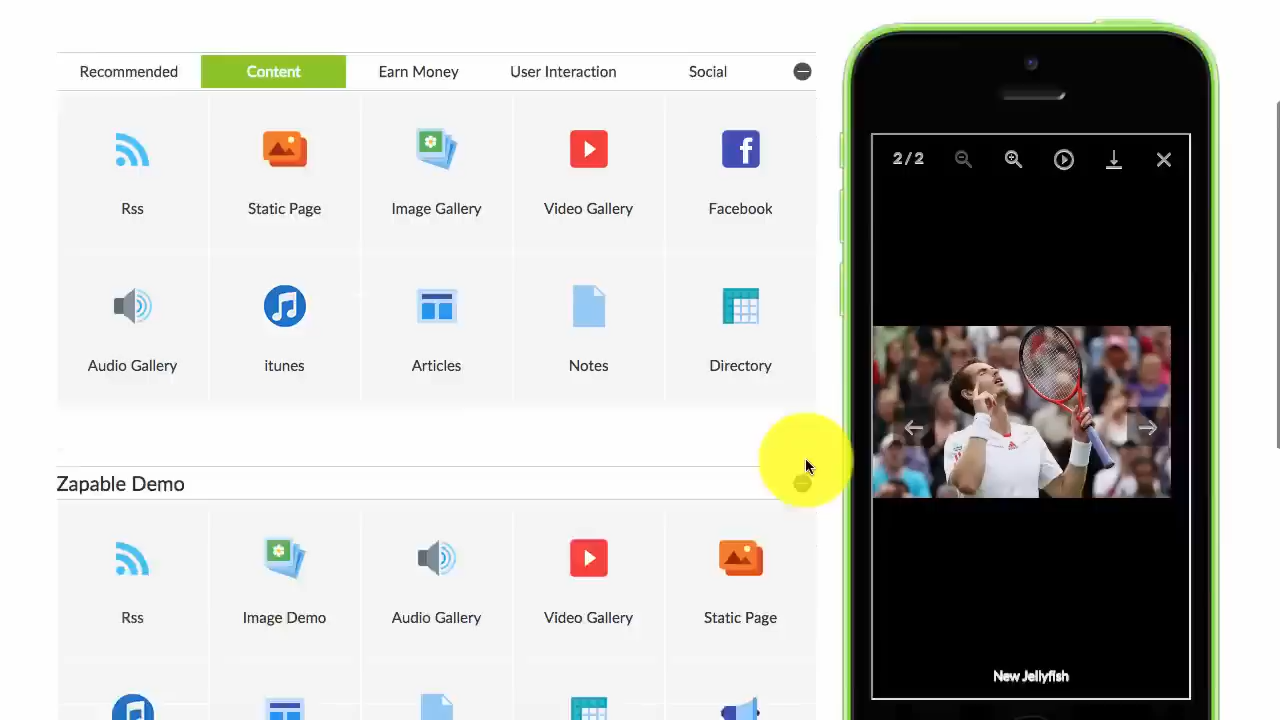 Recommended Content Earn Money User Interaction Social
Rss Static Page Image Gallery Video Gallery Facebook
Audio Gallery itunes Articles Notes Directory
Zapable Demo
Rss Image Demo Audio Gallery Video Gallery Static Page
2/2
New Jellyfish